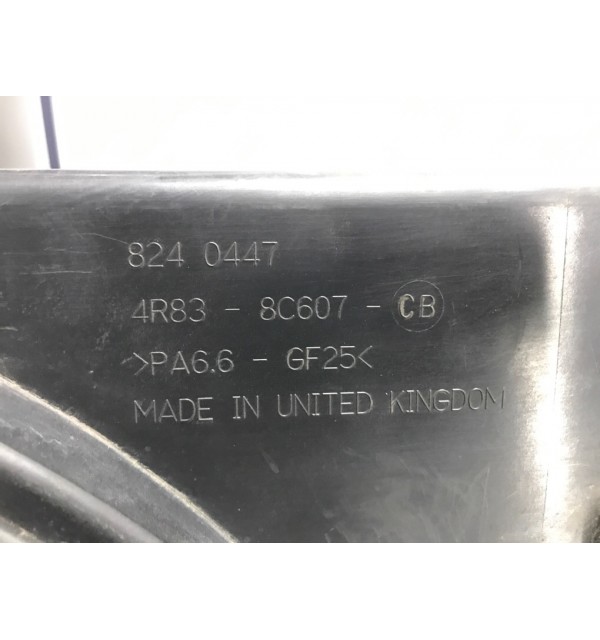 824 0447
4R83 - 8C607 - CB
>PA6.6 - GF25<
MADE IN UNITED KINGDOM